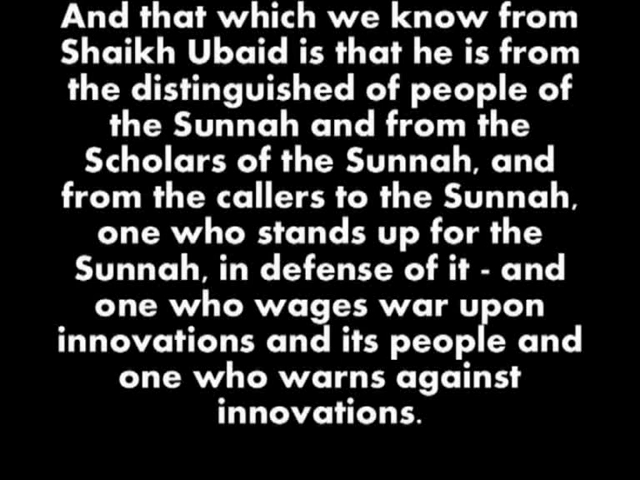 And that which we know from
Shaikh Ubaid is that he is from
the distinguished of people of
the Sunnah and from the
Scholars of the Sunnah, and
from the callers to the Sunnah,
one who stands up for the
Sunnah, in defense of it - and
one who wages war upon
innovations and its people and
one who warns against
innovations.